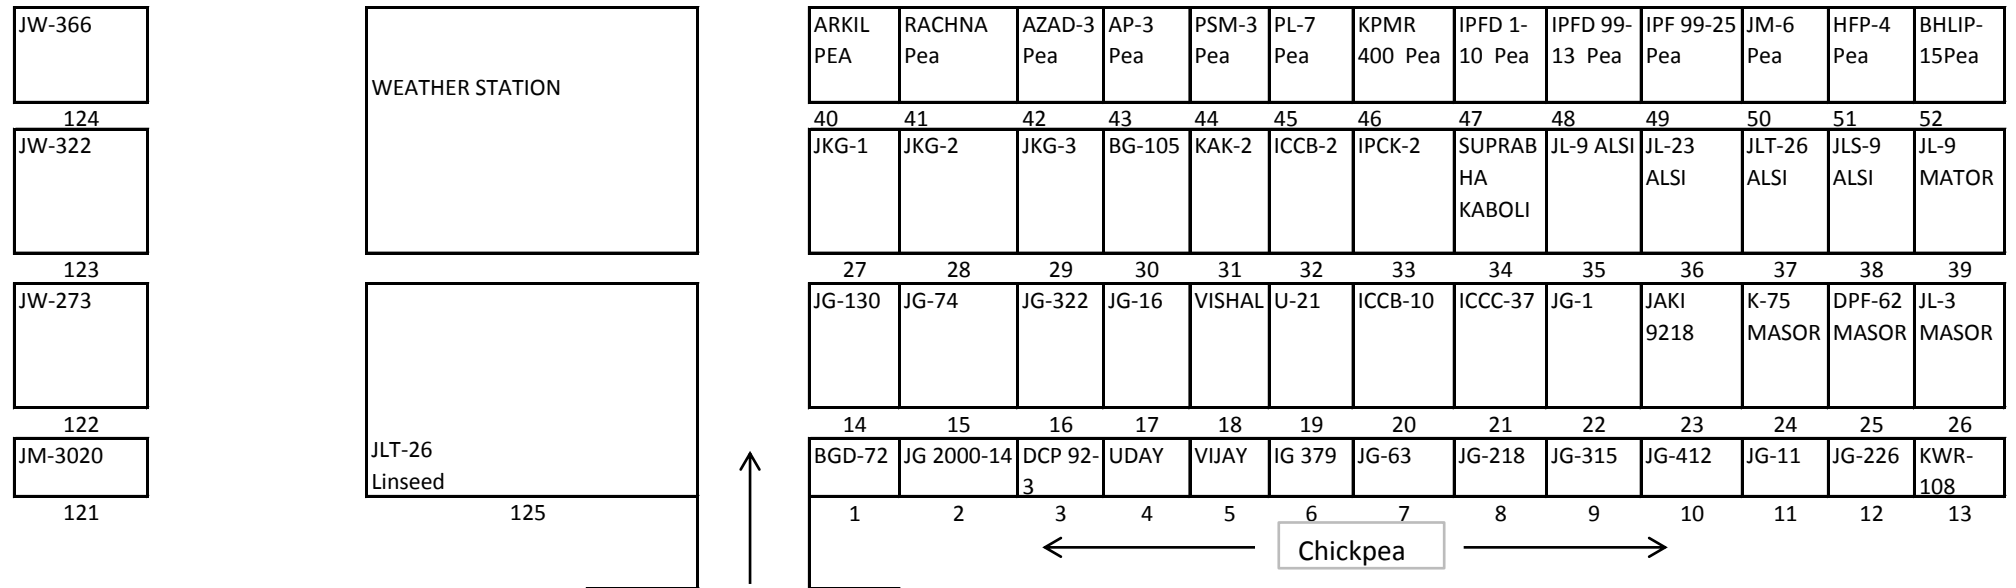 JW-366
WEATHER STATION
ARKIL PEA
RACHNA Pea
AZAD-3 Pea
AP-3 Pea
PSM-3 Pea
PL-7 Pea
KPMR 400 Pea
IPFD 1-10 Pea
IPFD 99-13 Pea
IPF 99-25 Pea
JM-6 Pea
HFP-4 Pea
BHLIP-15Pea
124 40 41 42 43 44 45 46 47 48 49 50 51 52
JW-322
JKG-1
JKG-2
JKG-3
BG-105
KAK-2
ICCB-2
IPCK-2
SUPRAB
HA
KABOLI
JL-9 ALSI
JL-23 ALSI
JLT-26 ALSI
JLS-9 ALSI
JL-9 MATOR
123 27 28 29 30 31 32 33 34 35 36 37 38 39
JW-273
JG-130
JG-74
JG-322
JG-16
VISHAL
U-21
ICCB-10
ICCC-37
JG-1
JAKI 9218
K-75 MASOR
DPF-62 MASOR
JL-3 MASOR
122 14 15 16 17 18 19 20 21 22 23 24 25 26
JM-3020
JLT-26
Linseed
BGD-72
JG 2000-14
DCP 92-3
UDAY
VIJAY
IG 379
JG-63
JG-218
JG-315
JG-412
JG-11
JG-226
KWR-108
121 125 1 2 3 4 5 6 7 8 9 10 11 12 13
Chickpea